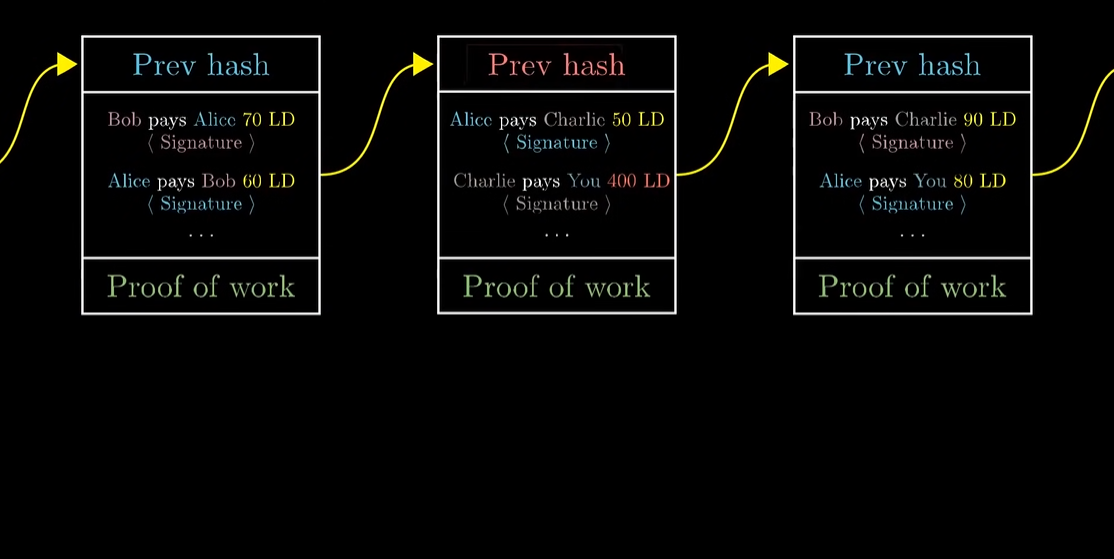 Prev hash
Bob pays Alice 70 LD
⟨ Signature ⟩
Alice pays Bob 60 LD
⟨ Signature ⟩
...
Proof of work
Prev hash
Alice pays Charlie 50 LD
⟨ Signature ⟩
Charlie pays You 400 LD
⟨ Signature ⟩
...
Proof of work
Prev hash
Bob pays Charlie 90 LD
⟨ Signature ⟩
Alice pays You 80 LD
⟨ Signature ⟩
...
Proof of work